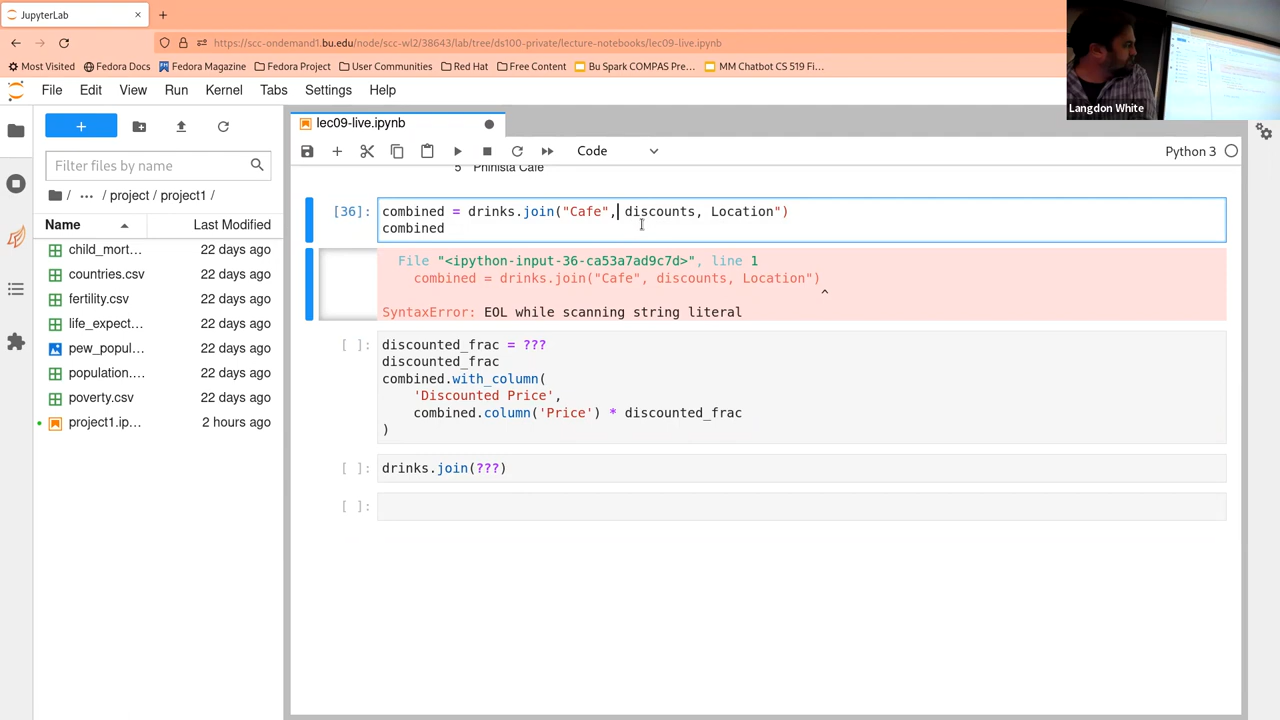 JupyterLab
https://scc-ondemand1.bu.edu/node/scc-wl2/38643/lab/tree/ds100-private/lecture-notebooks/lec09-live.ipynb
Most Visited Fedora Docs Fedora Magazine Fedora Project User Communities Red Hat Free Content Bu Spark COMPAS Pre... MM Chatbot CS 519 Fi...
Langdon White
File Edit View Run Kernel Tabs Settings Help
lec09-live.ipynb
Code
Python 3
Filter files by name
/ ... / project / project1 /
Name Last Modified
child_mort... 22 days ago
countries.csv 22 days ago
fertility.csv 22 days ago
life_expect... 22 days ago
pew_popul... 22 days ago
population.... 22 days ago
poverty.csv 22 days ago
project1.ip... 2 hours ago
5 Phinista Cafe
[36]: combined = drinks.join("Cafe", discounts, Location")
combined
File "<ipython-input-36-ca53a7ad9c7d>", line 1
combined = drinks.join("Cafe", discounts, Location")
^
SyntaxError: EOL while scanning string literal
[ ]: discounted_frac = ???
discounted_frac
combined.with_column(
'Discounted Price',
combined.column('Price') * discounted_frac
)
[ ]: drinks.join(???)
[ ]: